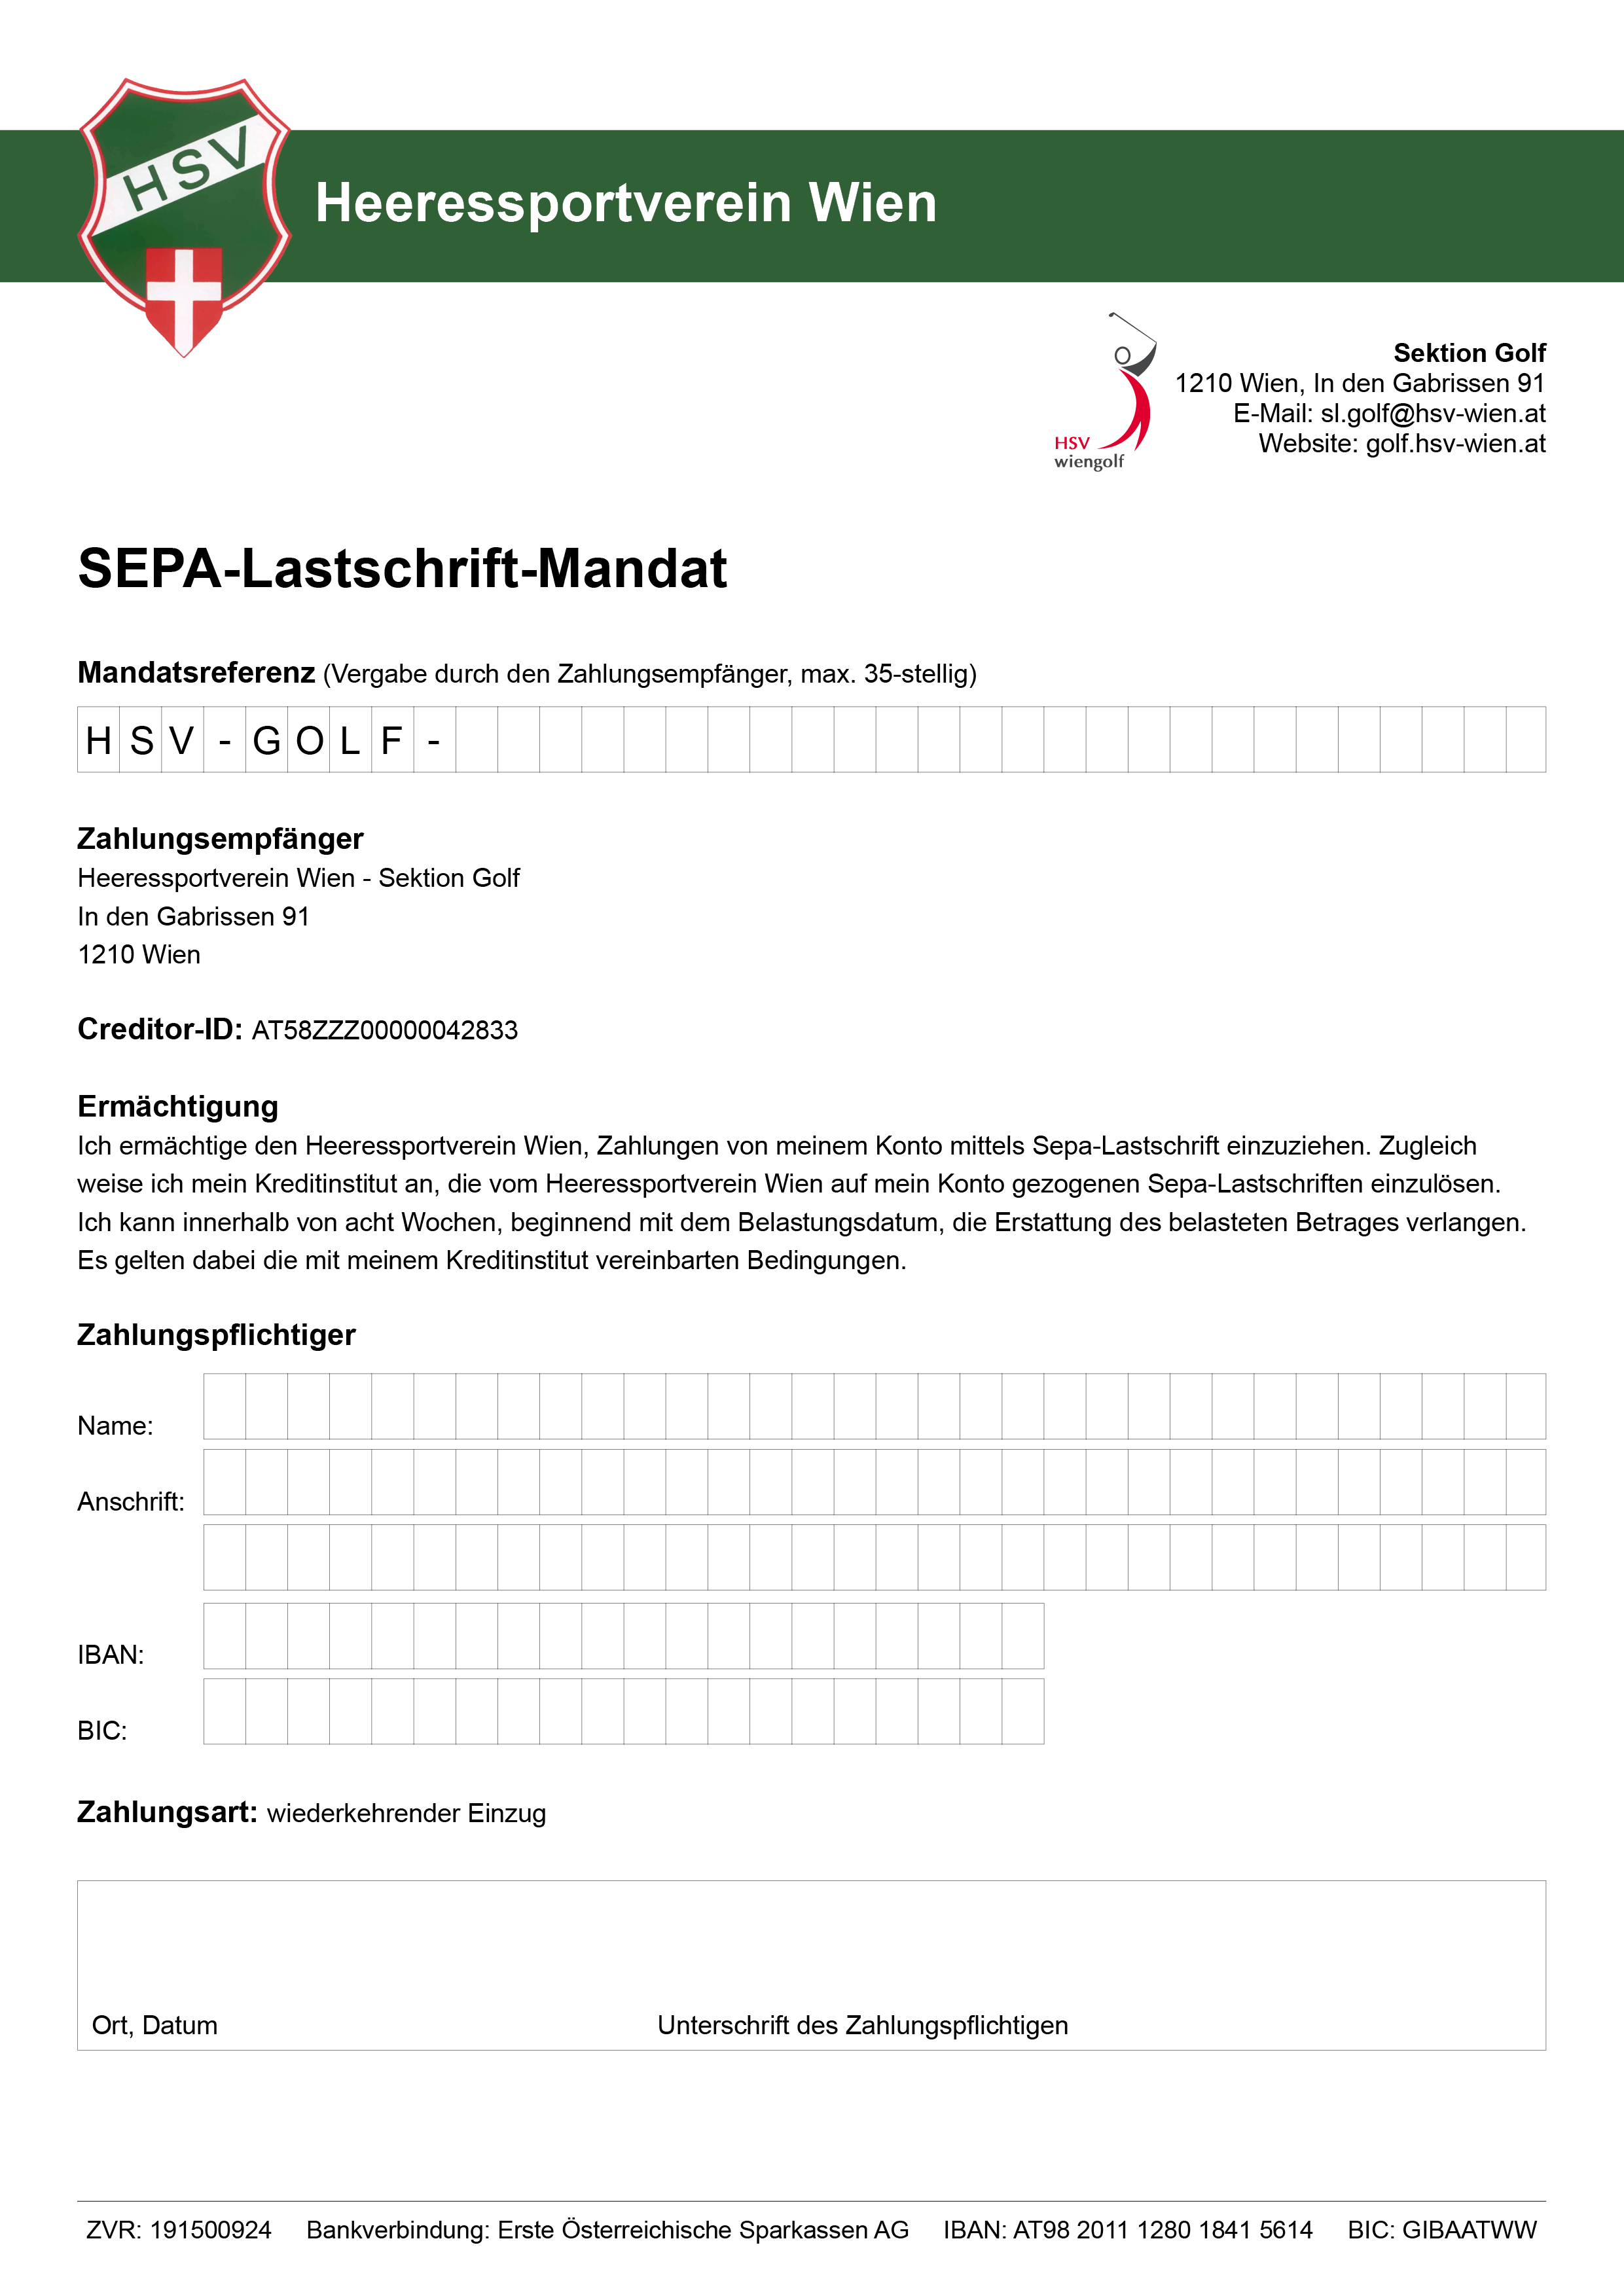 HSV
Heeressportverein Wien
Sektion Golf
1210 Wien, In den Gabrissen 91
E-Mail: sl.golf@hsv-wien.at
Website: golf.hsv-wien.at
HSV
wiengolf
SEPA-Lastschrift-Mandat
Mandatsreferenz (Vergabe durch den Zahlungsempfänger, max. 35-stellig)
HSV-GOLF-
Zahlungsempfänger
Heeressportverein Wien - Sektion Golf
In den Gabrissen 91
1210 Wien
Creditor-ID: AT58ZZZ00000042833
Ermächtigung
Ich ermächtige den Heeressportverein Wien, Zahlungen von meinem Konto mittels Sepa-Lastschrift einzuziehen. Zugleich
weise ich mein Kreditinstitut an, die vom Heeressportverein Wien auf mein Konto gezogenen Sepa-Lastschriften einzulösen.
Ich kann innerhalb von acht Wochen, beginnend mit dem Belastungsdatum, die Erstattung des belasteten Betrages verlangen.
Es gelten dabei die mit meinem Kreditinstitut vereinbarten Bedingungen.
Zahlungspflichtiger
Name:
Anschrift:
IBAN:
BIC:
Zahlungsart: wiederkehrender Einzug
Ort, Datum Unterschrift des Zahlungspflichtigen
ZVR: 191500924 Bankverbindung: Erste Österreichische Sparkassen AG IBAN: AT98 2011 1280 1841 5614 BIC: GIBAATWW